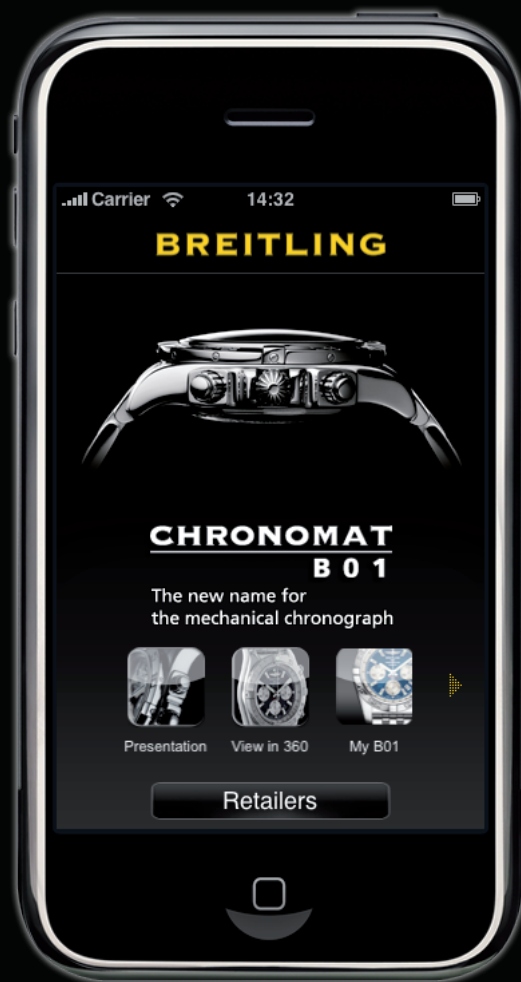 Carrier 14:32
BREITLING
CHRONOMAT
B01
The new name for
the mechanical chronograph
Presentation View in 360 My B01
Retailers